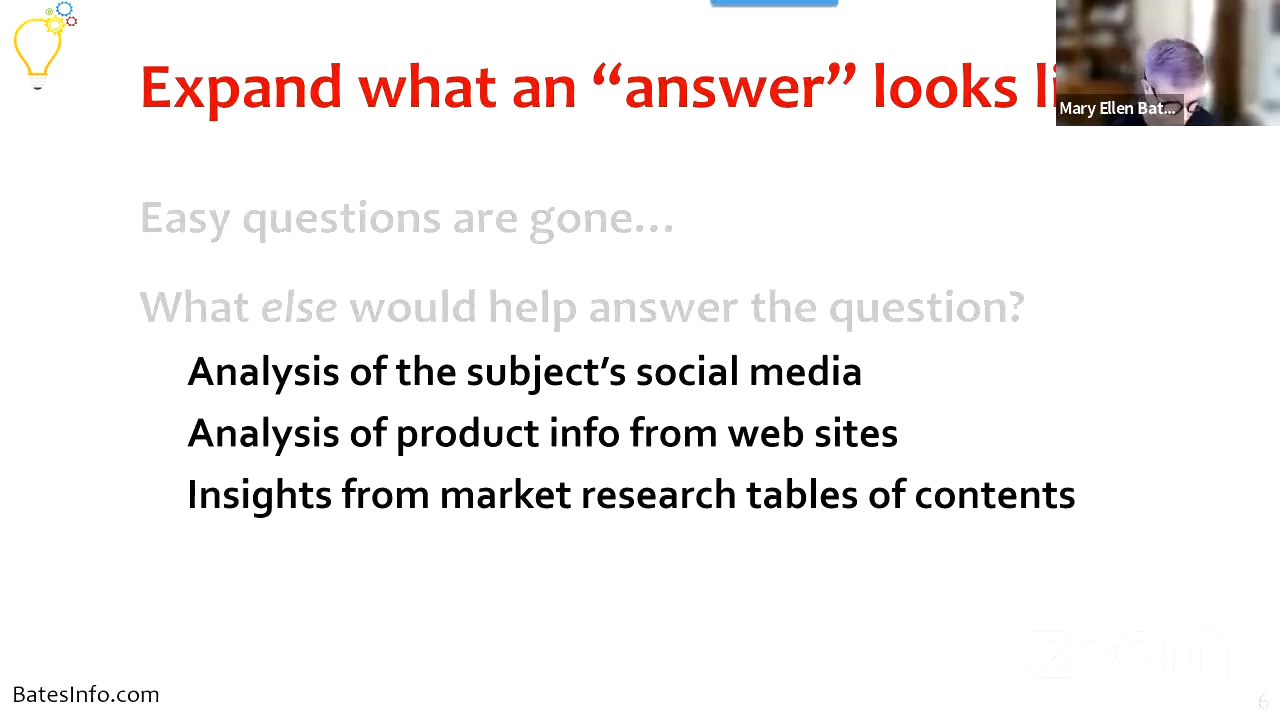 Expand what an “answer” looks li
Mary Ellen Bat...
Easy questions are gone…
What else would help answer the question?
Analysis of the subject’s social media
Analysis of product info from web sites
Insights from market research tables of contents
zoom
BatesInfo.com
6